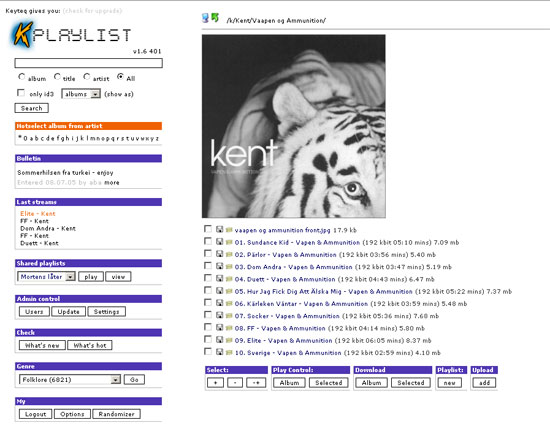 Keyteq gives you: (check for upgrade)
KPLAYLIST
v1.6 401
album title artist All
only id3 albums (show as)
Search
Hotselect album from artist
*0abcdefghijklmnopqrstuvwxyz
Bulletin
Sommerhilsen fra turkei - enjoy
Entered 06.07.05 by aba more
Last streams
Elite - Kent
FF - Kent
Dom Andra - Kent
FF - Kent
Duett - Kent
Shared playlists
Mortens låter play view
Admin control
Users Update Settings
Check
What's new What's hot
Genre
Folklore (6821) Go
My
Logout Options Randomizer
/k/Kent/Vaapen og Ammunition/
kent
vaapen og ammunition front.jpg 17.9 kb
01. Sundance Kid - Vapen & Ammunition (192 kbit 05:10 mins) 7.09 mb
02. Pärlor - Vapen & Ammunition (192 kbit 03:56 mins) 5.40 mb
03. Dom Andra - Vapen & Ammunition (192 kbit 03:47 mins) 5.19 mb
04. Duett - Vapen & Ammunition (192 kbit 04:43 mins) 6.47 mb
05. Hur Jag Fick Dig Att Älska Mig - Vapen & Ammunition (192 kbit 05:22 mins) 7.37 mb
06. Kärleken Väntar - Vapen & Ammunition (192 kbit 03:59 mins) 5.48 mb
07. Socker - Vapen & Ammunition (192 kbit 05:36 mins) 7.68 mb
08. FF - Vapen & Ammunition (192 kbit 04:14 mins) 5.80 mb
09. Elite - Vapen & Ammunition (192 kbit 06:05 mins) 8.37 mb
10. Sverige - Vapen & Ammunition (192 kbit 02:59 mins) 4.10 mb
Select: Play Control: Download Playlist: Upload
+ - -+ Album Selected Album Selected new add